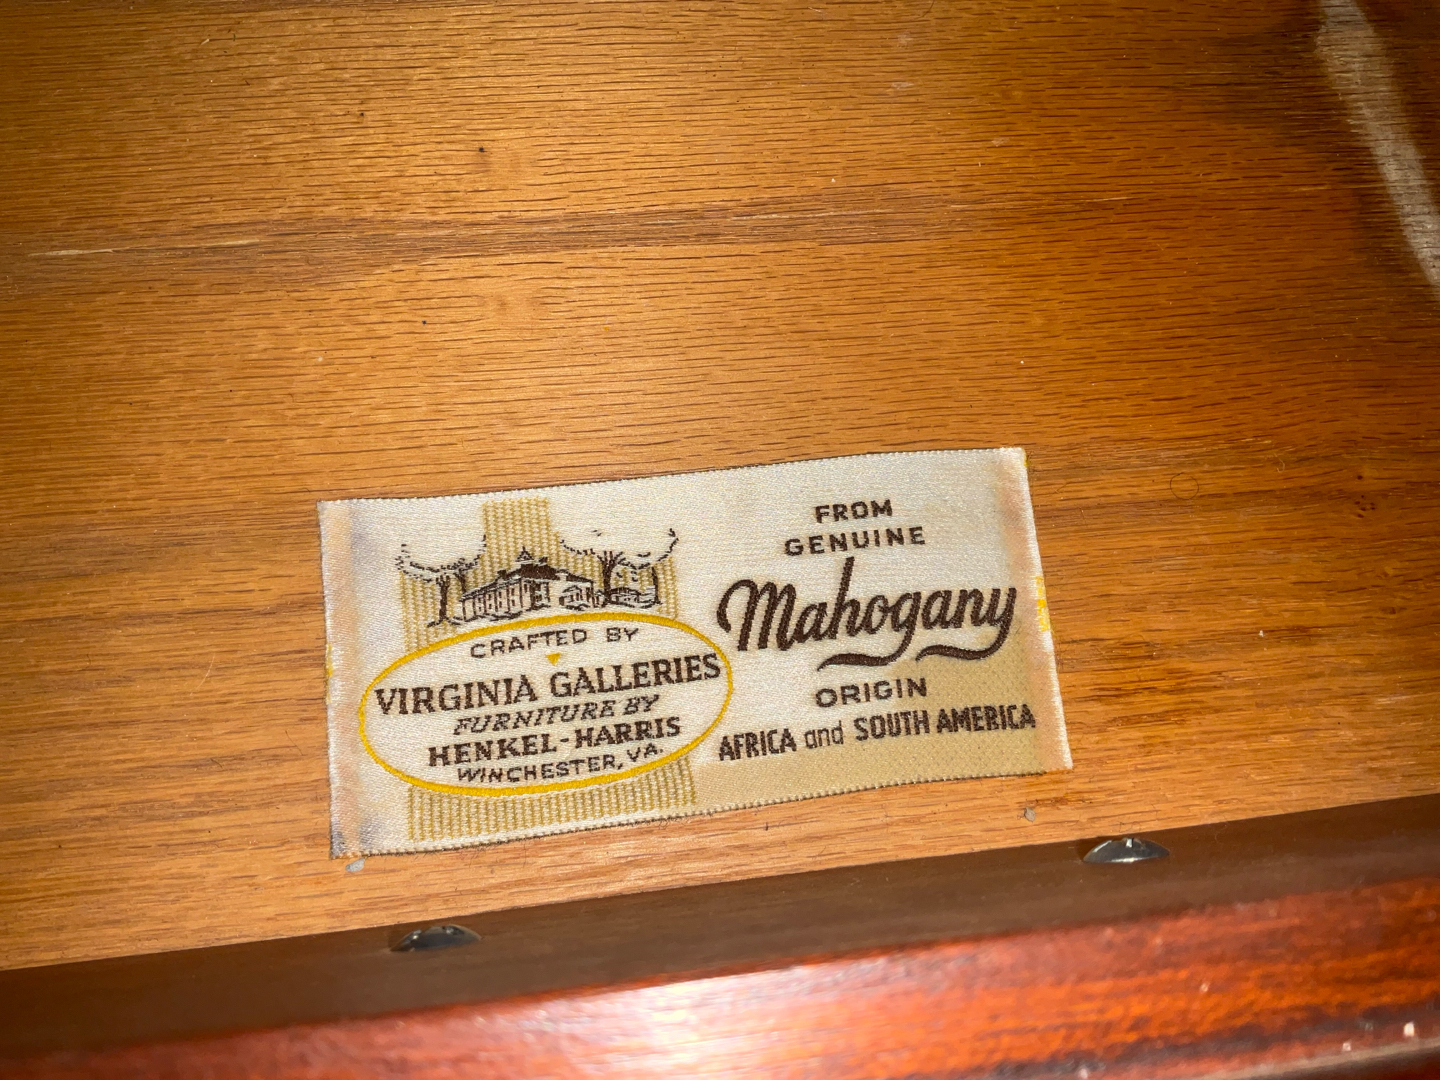 CRAFTED BY
VIRGINIA GALLERIES
FURNITURE BY
HENKEL-HARRIS
WINCHESTER, VA.
FROM
GENUINE
Mahogany
ORIGIN
AFRICA and SOUTH AMERICA